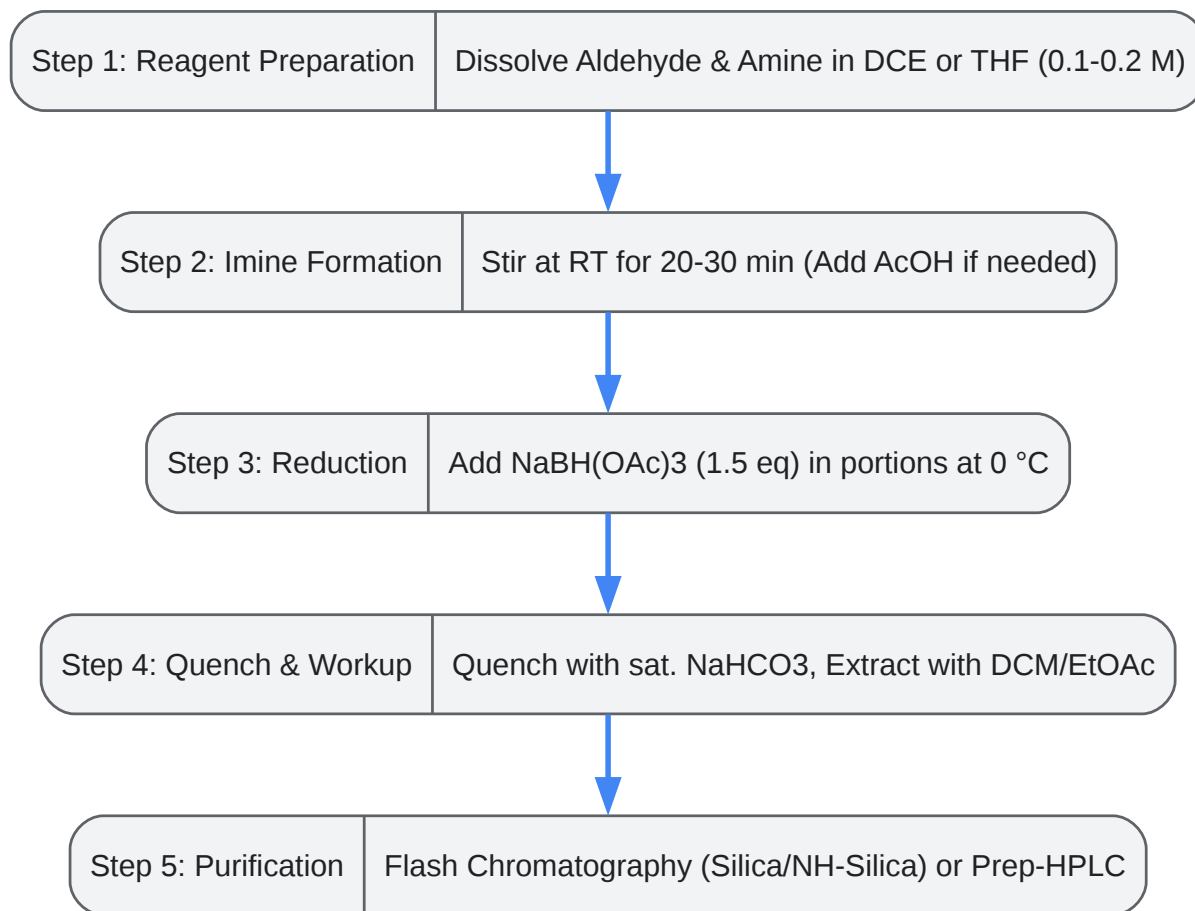 Step 1: Reagent Preparation
Dissolve Aldehyde & Amine in DCE or THF (0.1-0.2 M)
Step 2: Imine Formation
Stir at RT for 20-30 min (Add AcOH if needed)
Step 3: Reduction
Add NaBH(OAc)3 (1.5 eq) in portions at 0 °C
Step 4: Quench & Workup
Quench with sat. NaHCO3, Extract with DCM/EtOAc
Step 5: Purification
Flash Chromatography (Silica/NH-Silica) or Prep-HPLC